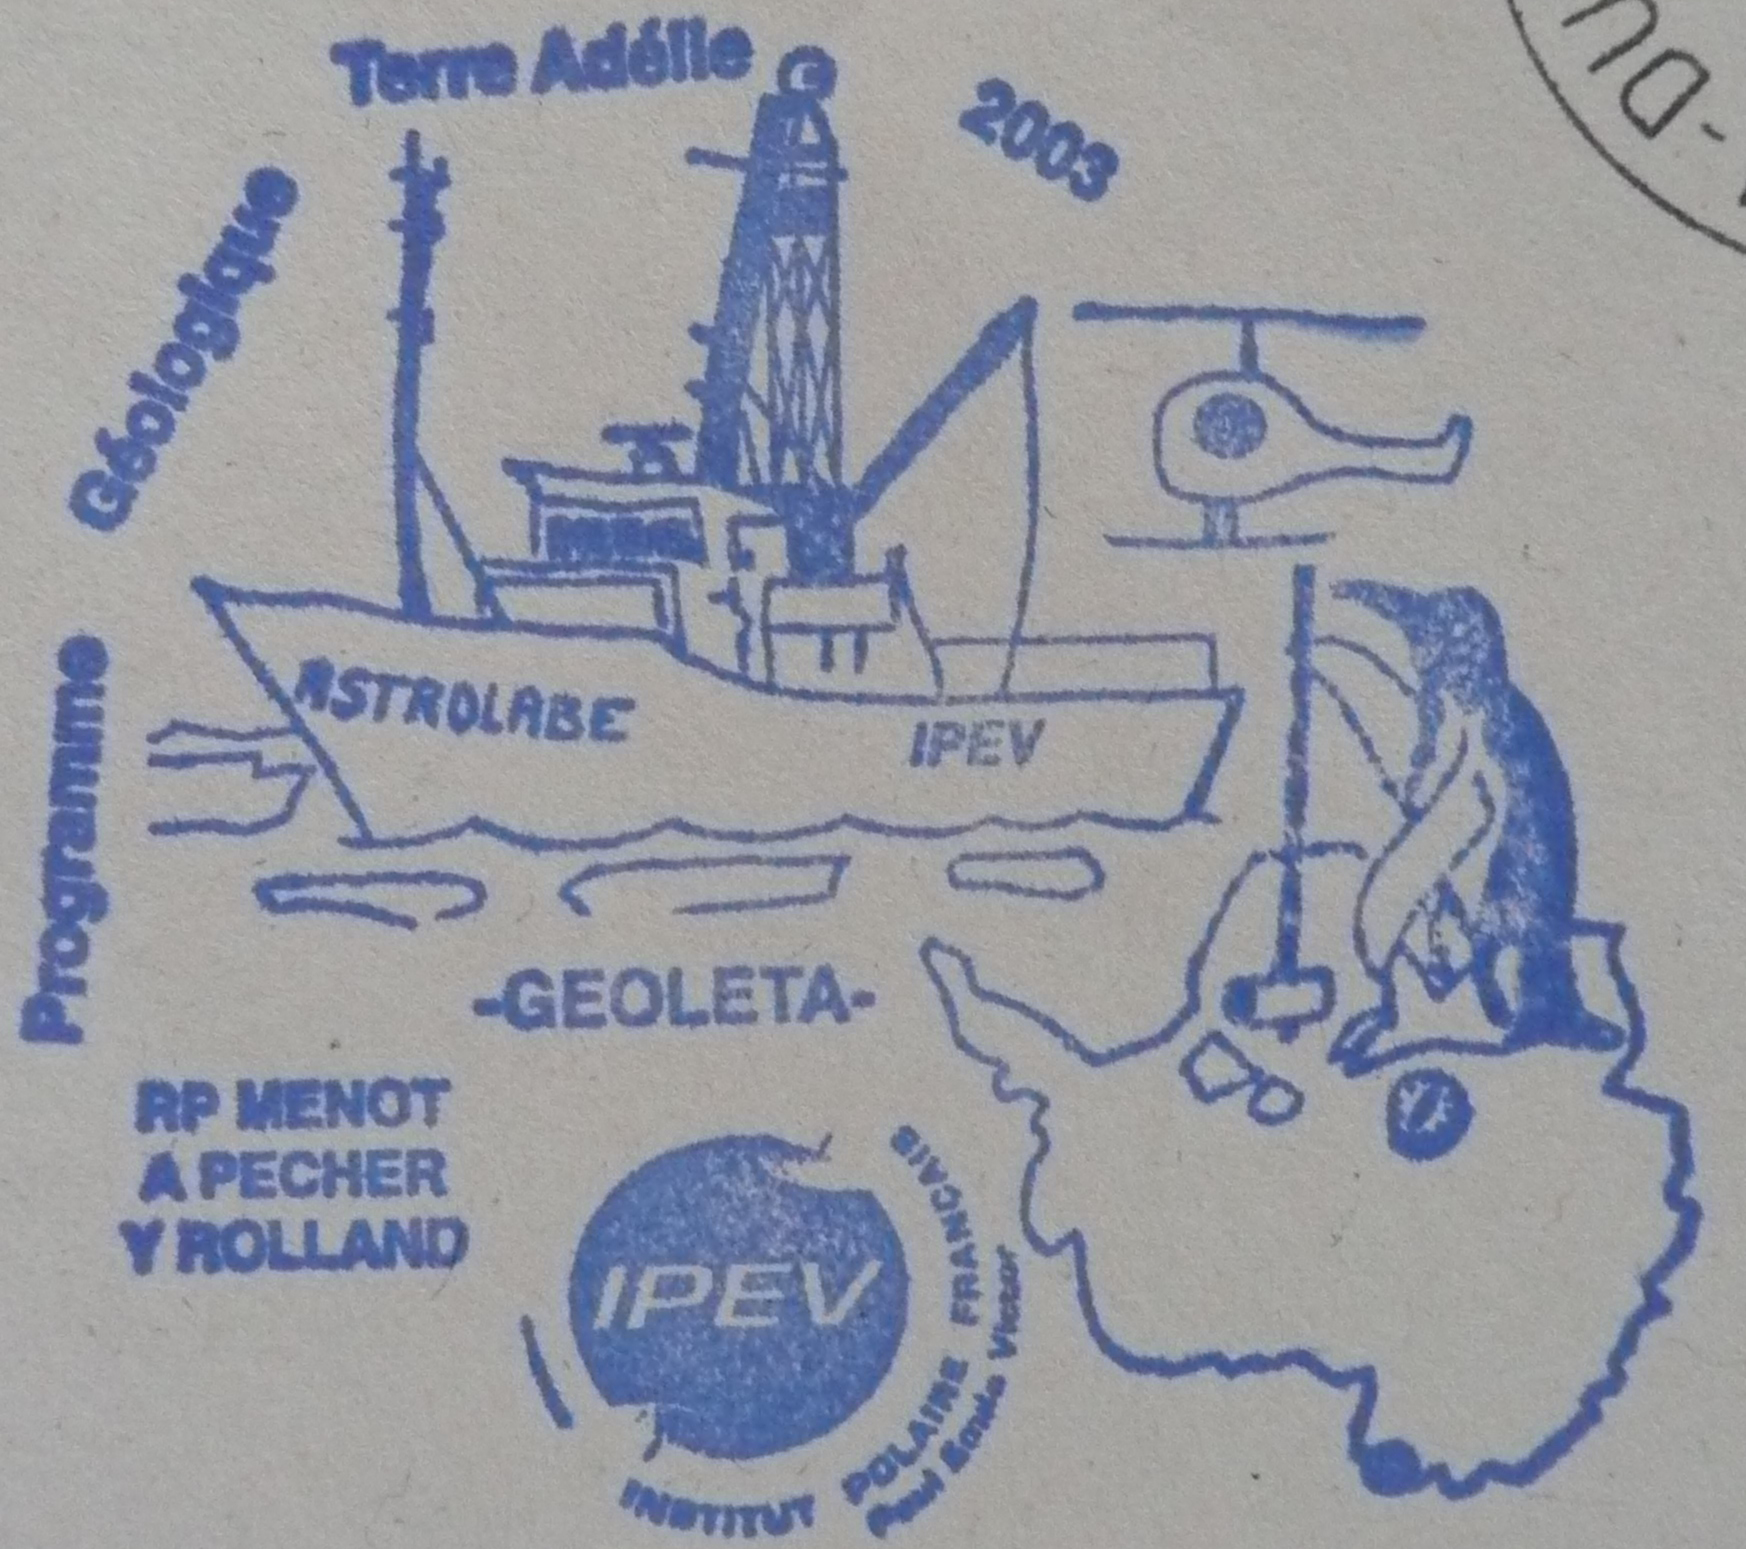 Programme Géologique Terre Adélie 2003
ASTROLABE
IPEV
-GEOLETA-
RP MENOT
A PECHER
Y ROLLAND
IPEV
INSTITUT POLAIRE FRANCAIS
Paul Emile Victor
-DU